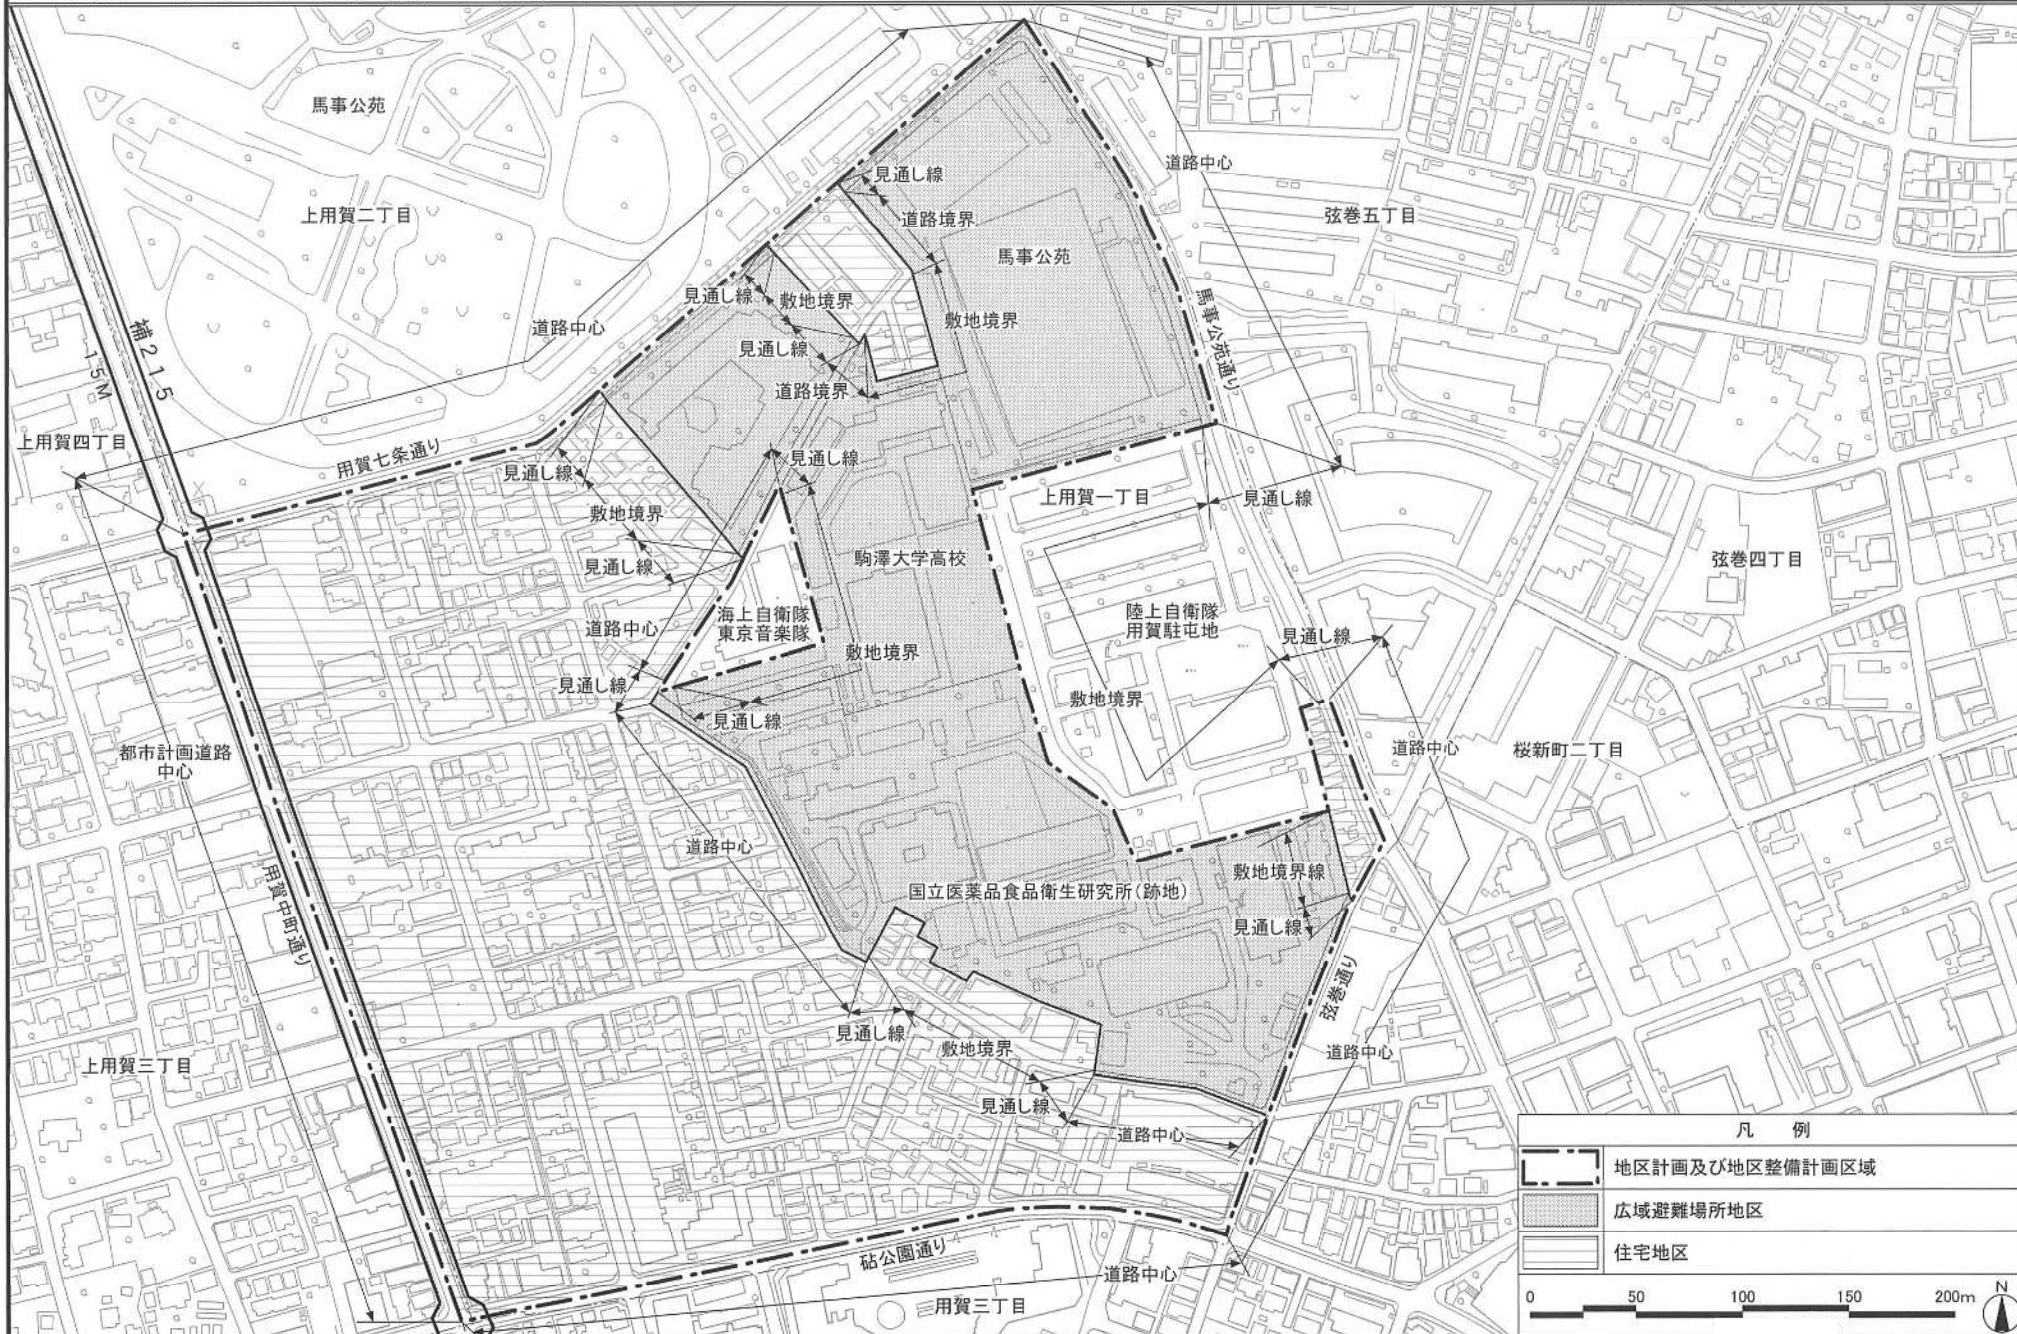 馬事公苑
上用賀二丁目
道路中心
見通し線
道路境界
馬事公苑
敷地境界
道路中心
弦巻五丁目
馬事公苑通り
補215
15M
上用賀四丁目
用賀七条通り
道路中心
見通し線
敷地境界
見通し線
道路境界
見通し線
見通し線
敷地境界
見通し線
上用賀一丁目
見通し線
駒澤大学高校
弦巻四丁目
海上自衛隊
東京音楽隊
道路中心
敷地境界
見通し線
見通し線
陸上自衛隊
用賀駐屯地
見通し線
敷地境界
道路中心
桜新町二丁目
都市計画道路
中心
用賀中町通り
道路中心
国立医薬品食品衛生研究所(跡地)
敷地境界線
見通し線
弦巻通り
道路中心
見通し線
敷地境界
見通し線
道路中心
上用賀三丁目
砧公園通り
道路中心
用賀三丁目
凡 例
地区計画及び地区整備計画区域
広域避難場所地区
住宅地区
0 50 100 150 200m
N